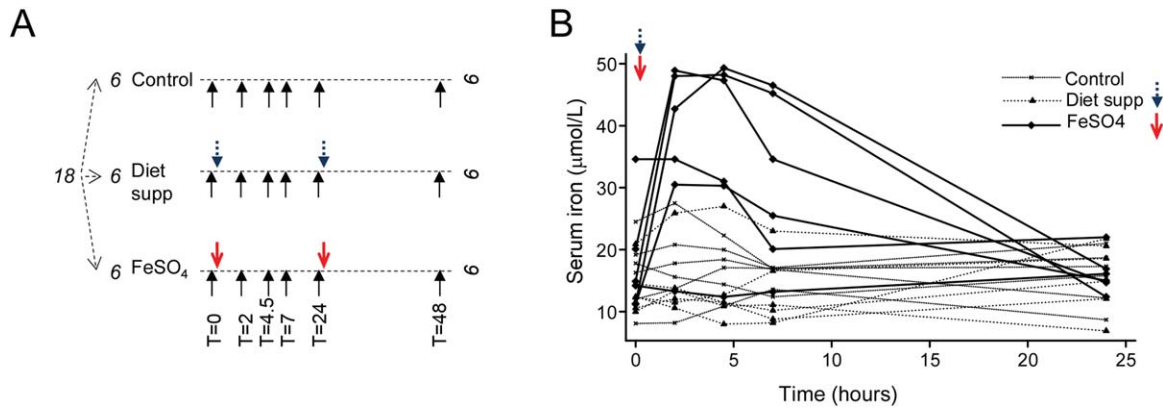 A
6 Control 6
18 6 Diet supp 6
6 FeSO₄ 6
T=0
T=2
T=4.5
T=7
T=24
T=48
B
Serum iron (μmol/L)
50
40
30
20
10
0 5 10 15 20 25
Time (hours)
Control
Diet supp
FeSO4